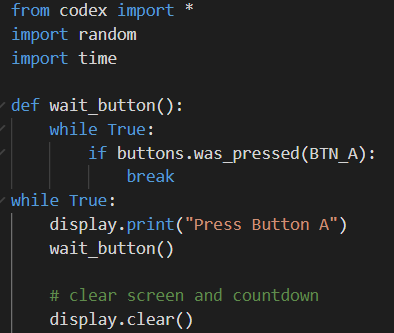 from codex import *
import random
import time

def wait_button():
    while True:
        if buttons.was_pressed(BTN_A):
            break
while True:
    display.print("Press Button A")
    wait_button()

    # clear screen and countdown
    display.clear()